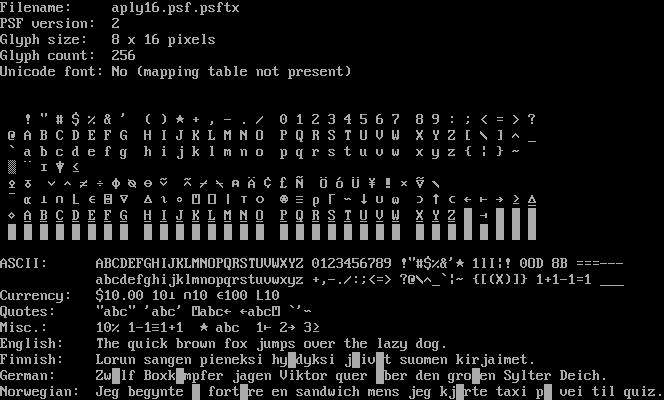 Filename:     aply16.psf.psftx
PSF version:  2
Glyph size:   8 x 16 pixels
Glyph count:  256
Unicode font: No (mapping table not present)
! " # $ % & ' ( ) * + , - . / 0 1 2 3 4 5 6 7 8 9 : ; < = > ?
@ A B C D E F G H I J K L M N O P Q R S T U V W X Y Z [ \ ] ^ _
` a b c d e f g h i j k l m n o p q r s t u v w x y z { ¦ } ~
A B C D E F G H I J K L M N O P Q R S T U V W X Y Z
ASCII:      ABCDEFGHIJKLMNOPQRSTUVWXYZ 0123456789 !"#$%&'* 1lI¦! 0OD 8B ===---
abcdefghijklmnopqrstuvwxyz +,-./:;<=> ?@\^_`¦~ {[(X)]} 1+1-1=1 ___
Currency:   $10.00 10⊥ ∩10 ∊100 L10
Quotes:     "abc" 'abc' ⍞abc← ←abc⍞ `'∼
Misc.:      10% 1-1≡1+1  * abc  1← 2→ 3≥
English:    The quick brown fox jumps over the lazy dog.
Finnish:    Lorun sangen pieneksi hy█dyksi j█iv█t suomen kirjaimet.
German:     Zw█lf Boxk█mpfer jagen Viktor quer █ber den gro█en Sylter Deich.
Norwegian:  Jeg begynte █ fort█re en sandwich mens jeg kj█rte taxi p█ vei til quiz.